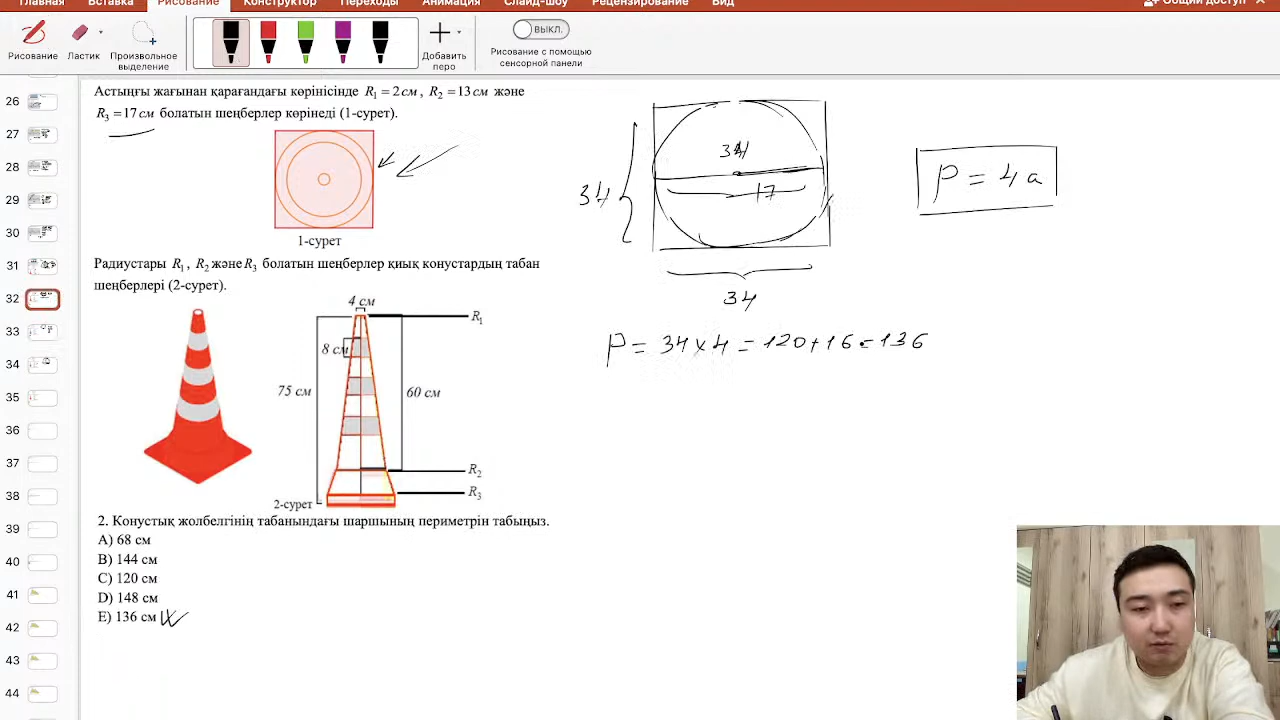 Главная Рисование Конструктор Переходы Анимация Слайд-шоу Рецензирование Вид Общий доступ
ВЫКЛ.
Рисование Ластик Произвольное выделение Добавить перо Рисование с помощью сенсорной панели
26
27
28
29
30
31
32
33
34
35
36
37
38
39
40
41
42
43
44
Астыңғы жағынан қарағандағы көрінісінде R₁ = 2 см, R₂ = 13 см және
R₃ = 17 см болатын шеңберлер көрінеді (1-сурет).
1-сурет
Радиустары R₁, R₂ және R₃ болатын шеңберлер қиық конустардың табан
шеңберлері (2-сурет).
4 см
R₁
8 см
75 см
60 см
R₂
R₃
2-сурет
2. Конустық жолбелгінің табанындағы шаршының периметрін табыңыз.
A) 68 см
B) 144 см
C) 120 см
D) 148 см
E) 136 см
34
34
17
34
P = 4a
P = 34 × 4 = 120 + 16 = 136